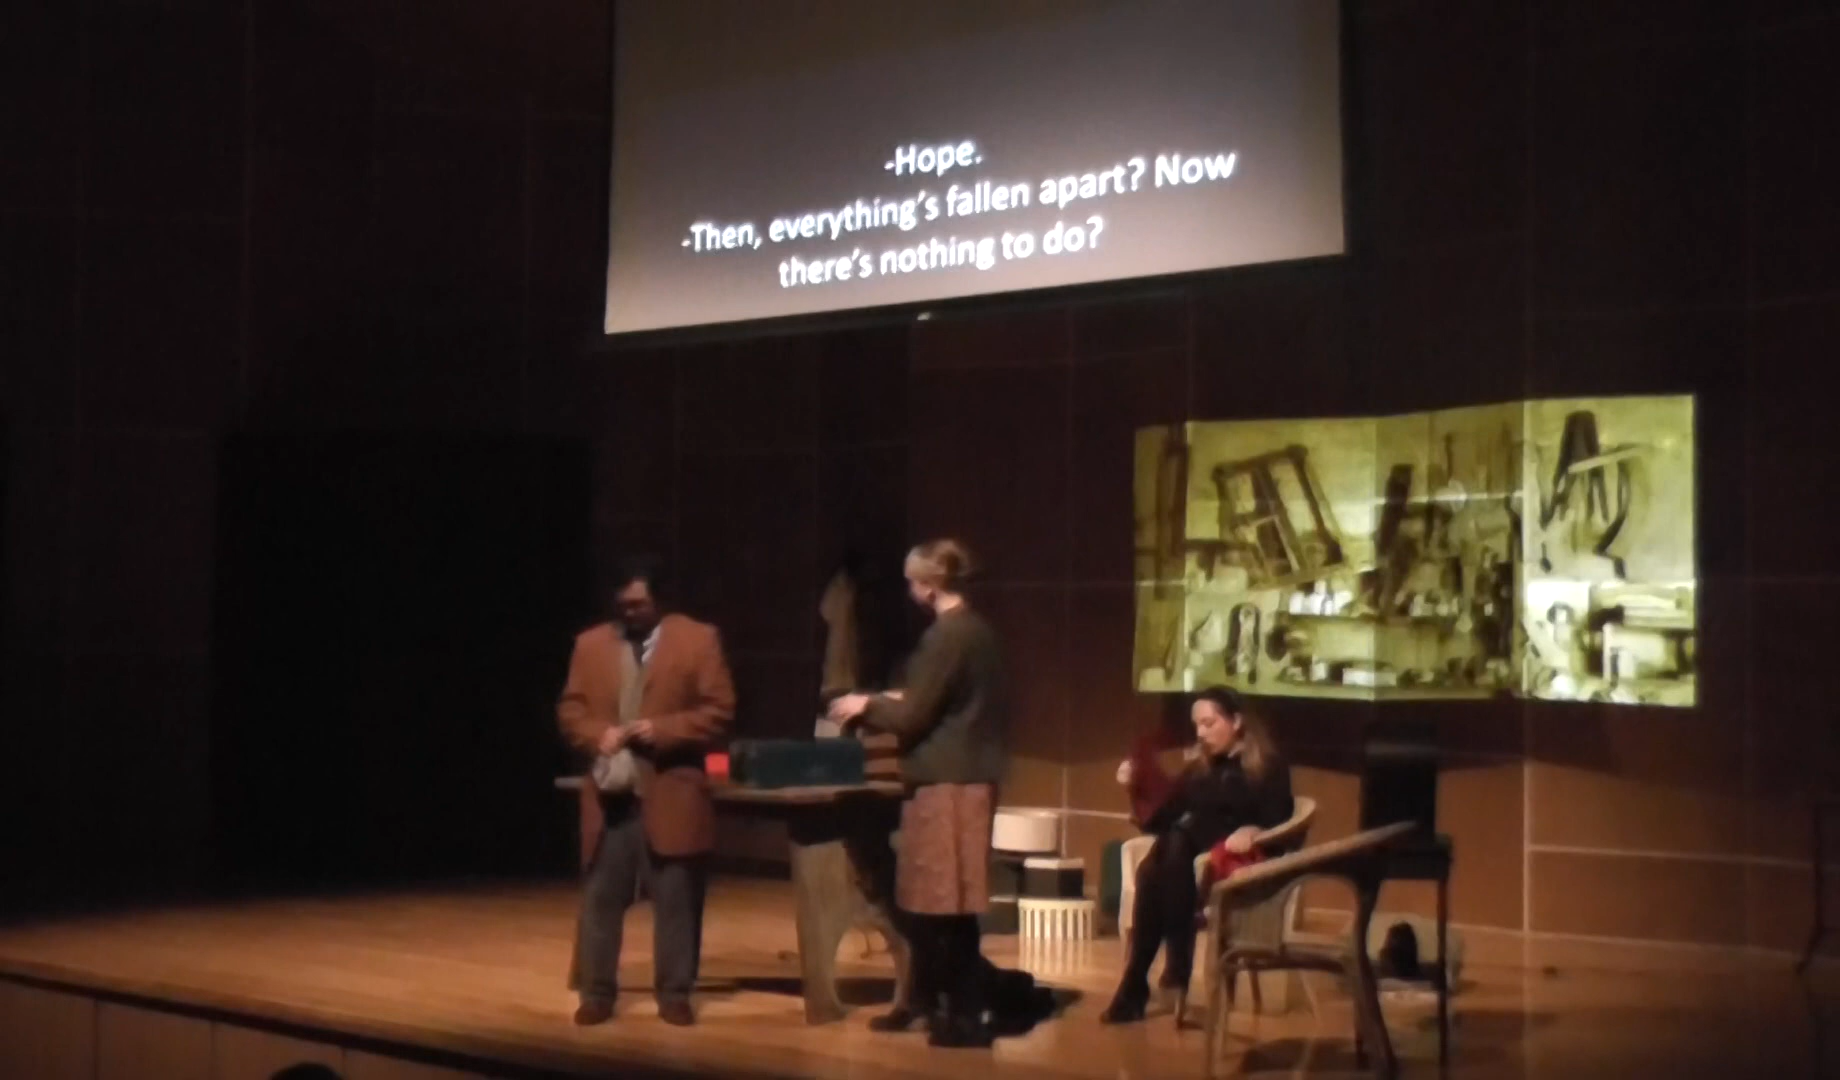 -Hope.
-Then, everything's fallen apart? Now
there's nothing to do?